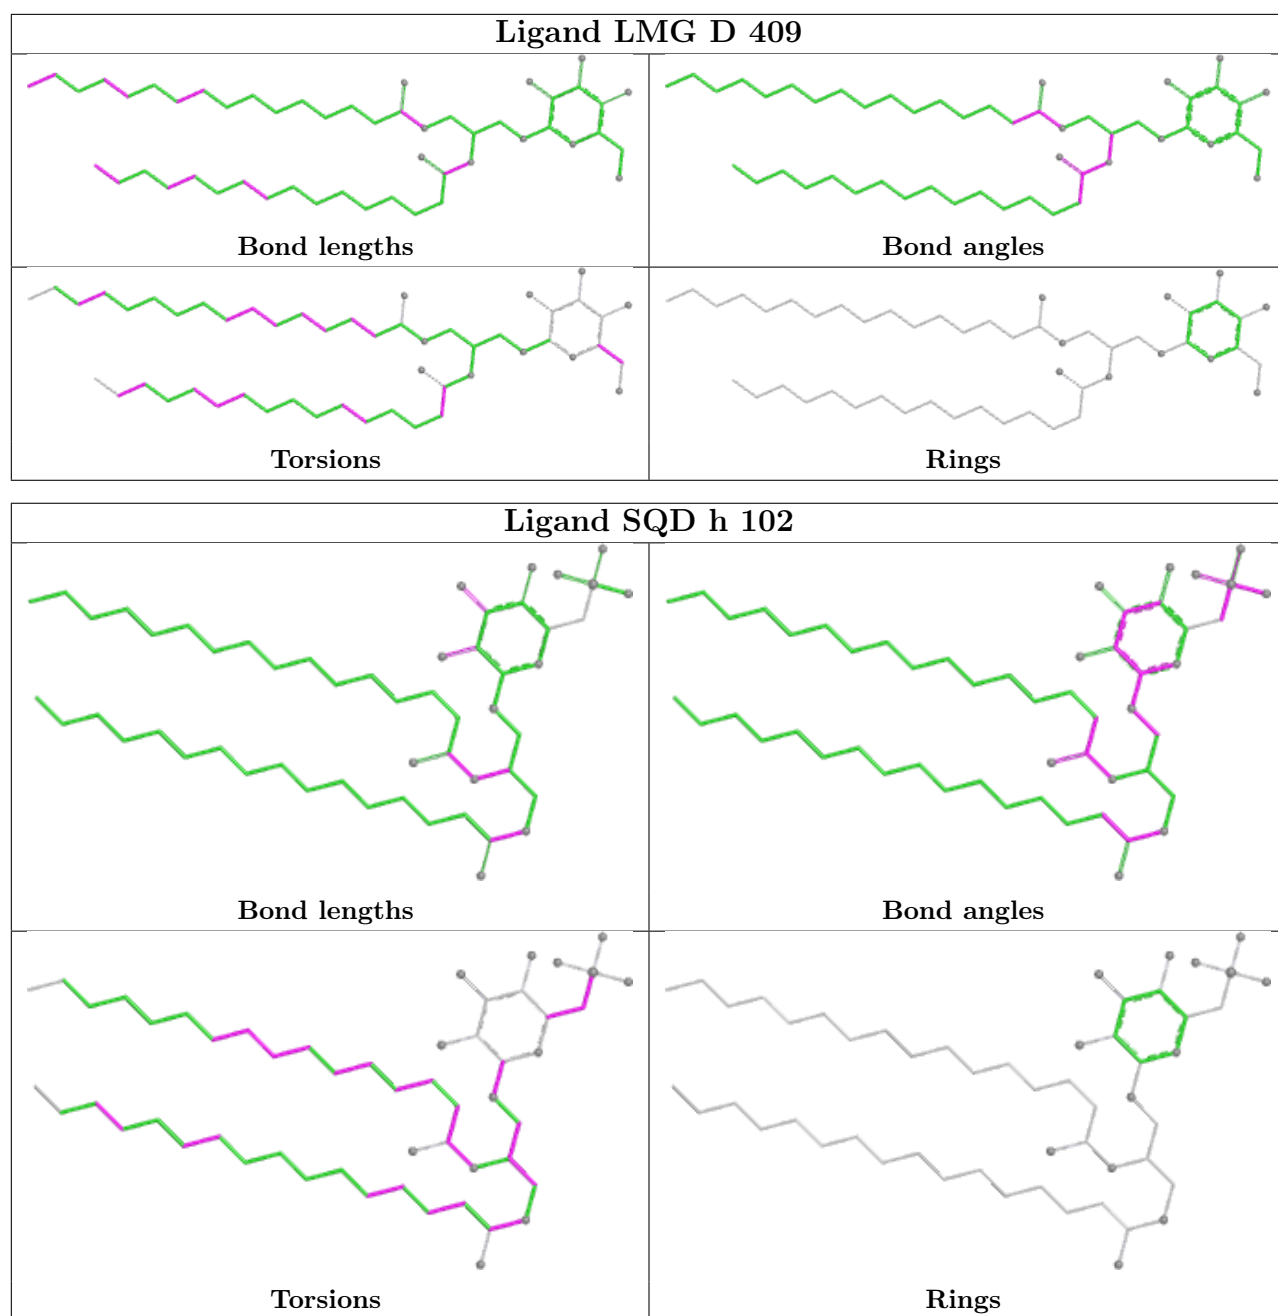 Ligand LMG D 409
Bond lengths
Bond angles
Torsions
Rings
Ligand SQD h 102
Bond lengths
Bond angles
Torsions
Rings